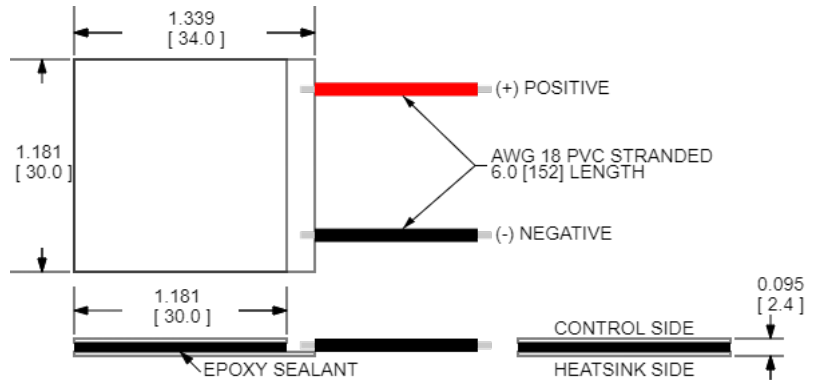 1.339
[ 34.0 ]
(+) POSITIVE
1.181
[ 30.0 ]
AWG 18 PVC STRANDED
6.0 [152] LENGTH
(-) NEGATIVE
1.181
[ 30.0 ]
0.095
[ 2.4 ]
CONTROL SIDE
EPOXY SEALANT
HEATSINK SIDE